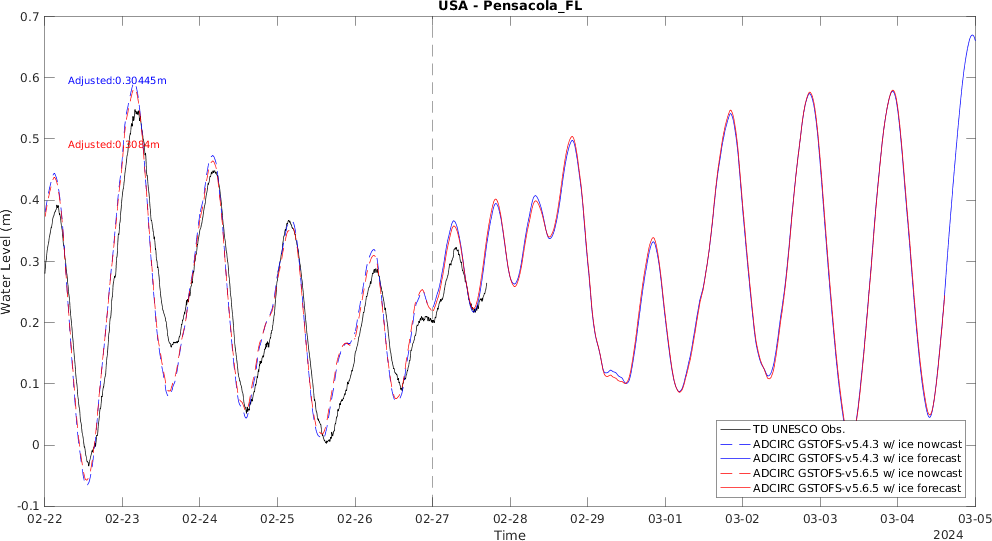 USA - Pensacola_FL
0.7
0.6
0.5
0.4
0.3
0.2
0.1
0
-0.1
Water Level (m)
Adjusted:0.30445m
Adjusted:0.3084m
TD UNESCO Obs.
ADCIRC GSTOFS-v5.4.3 w/ ice nowcast
ADCIRC GSTOFS-v5.4.3 w/ ice forecast
ADCIRC GSTOFS-v5.6.5 w/ ice nowcast
ADCIRC GSTOFS-v5.6.5 w/ ice forecast
02-22 02-23 02-24 02-25 02-26 02-27 02-28 02-29 03-01 03-02 03-03 03-04 03-05
Time
2024